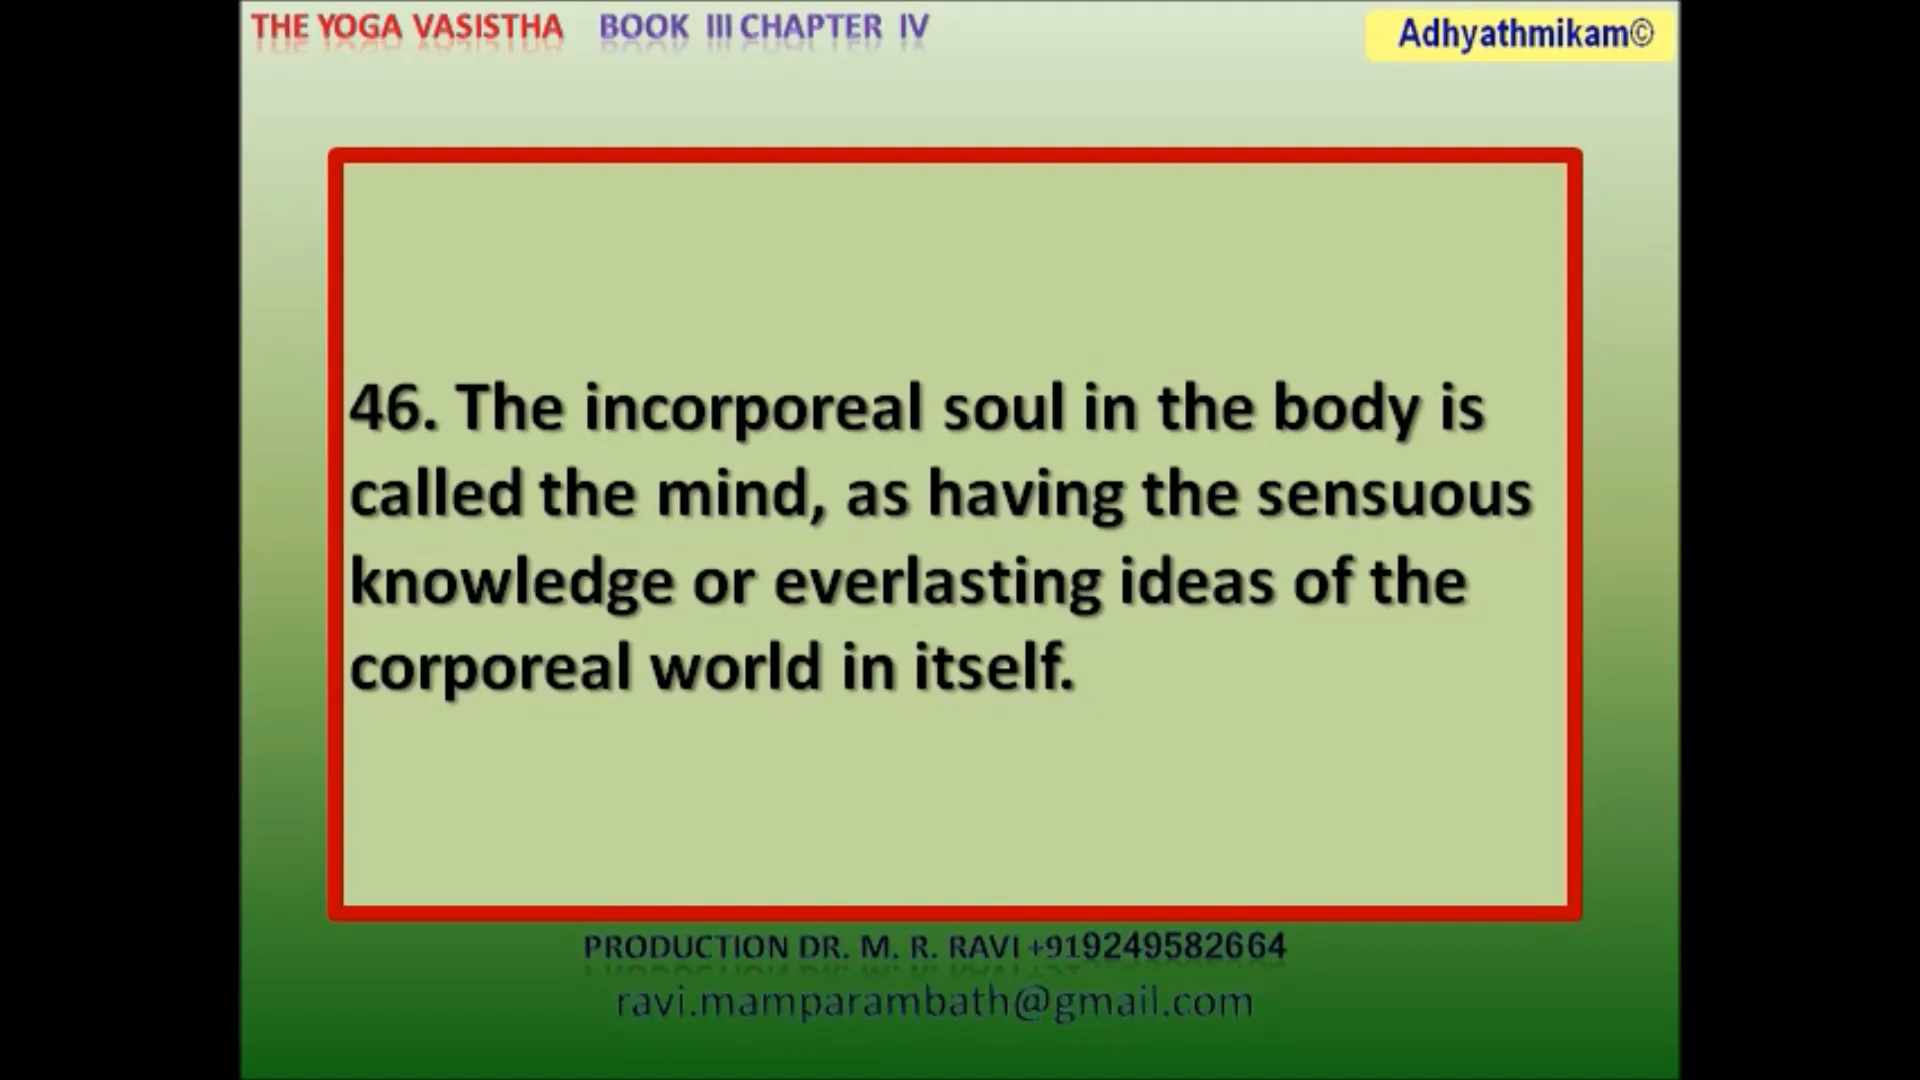 THE YOGA VASISTHA BOOK III CHAPTER IV
Adhyathmikam©
46. The incorporeal soul in the body is
called the mind, as having the sensuous
knowledge or everlasting ideas of the
corporeal world in itself.
PRODUCTION DR. M. R. RAVI +919249582664
ravi.mamparambath@gmail.com